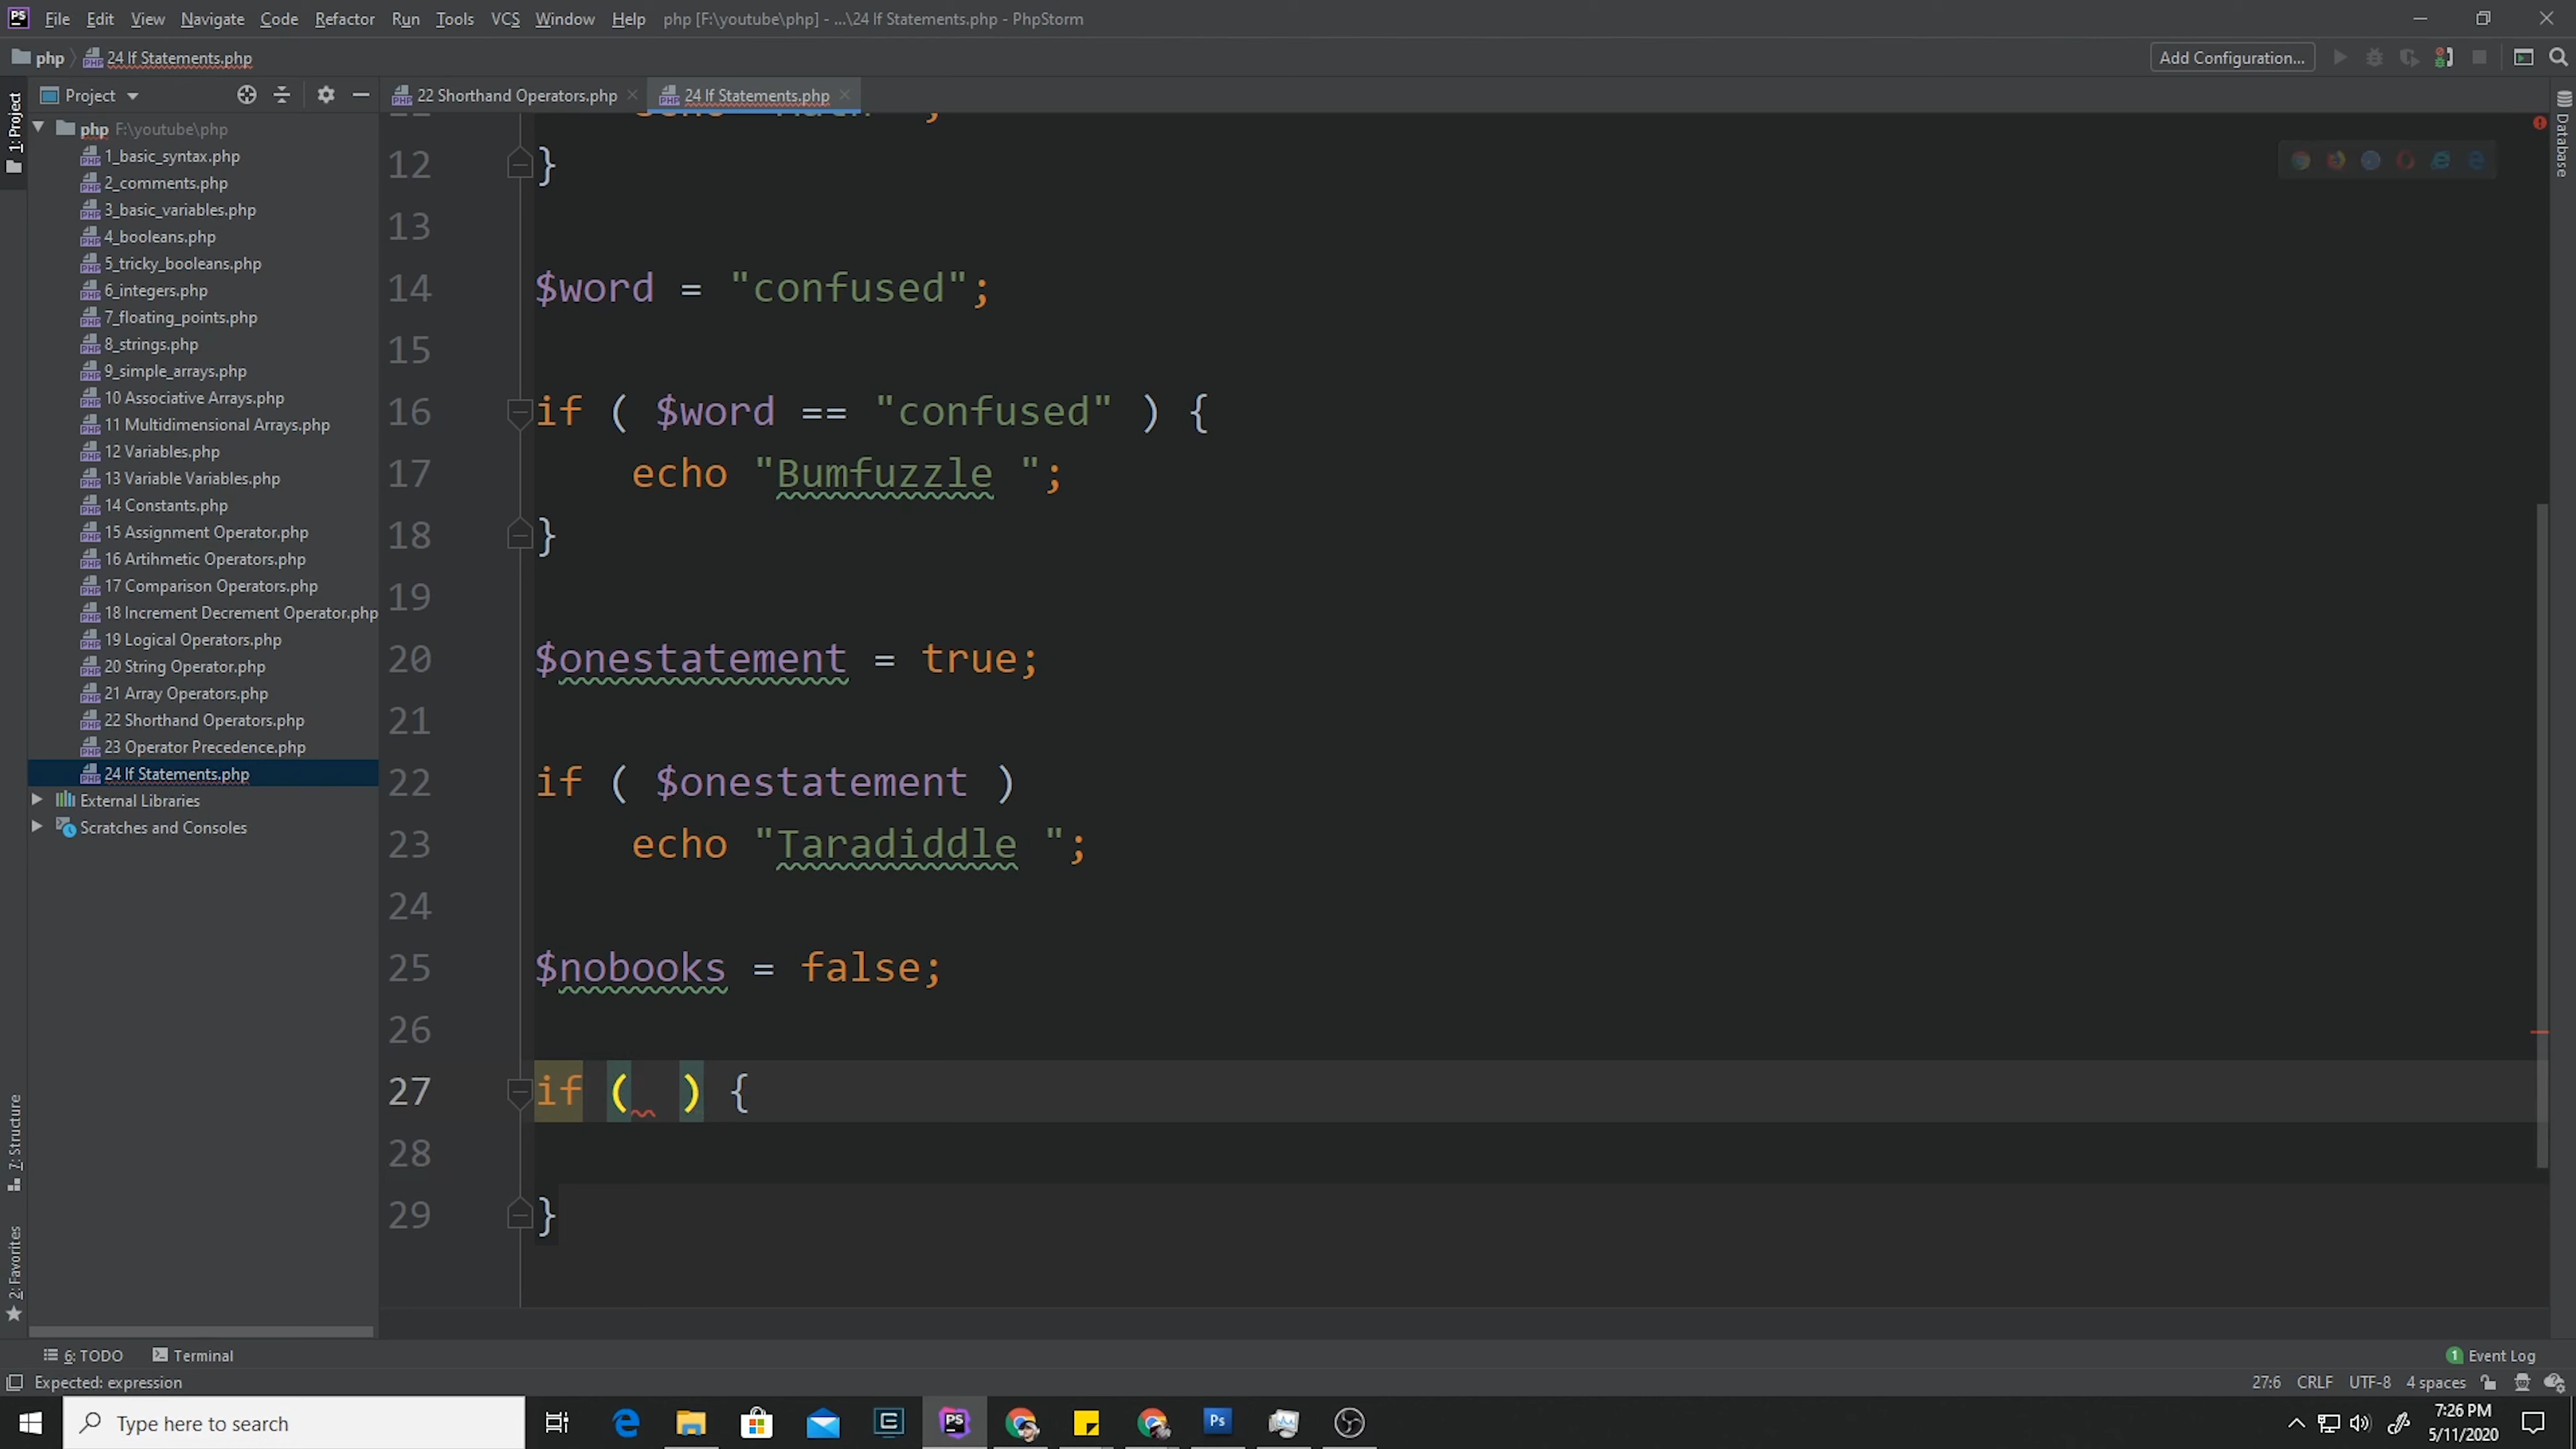 PS File Edit View Navigate Code Refactor Run Tools VCS Window Help php [F:\youtube\php] - ...\24 If Statements.php - PhpStorm
php 24 If Statements.php Add Configuration...
1: Project
Project
22 Shorthand Operators.php
24 If Statements.php
Database
php F:\youtube\php
1_basic_syntax.php
2_comments.php
3_basic_variables.php
4_booleans.php
5_tricky_booleans.php
6_integers.php
7_floating_points.php
8_strings.php
9_simple_arrays.php
10 Associative Arrays.php
11 Multidimensional Arrays.php
12 Variables.php
13 Variable Variables.php
14 Constants.php
15 Assignment Operator.php
16 Artihmetic Operators.php
17 Comparison Operators.php
18 Increment Decrement Operator.php
19 Logical Operators.php
20 String Operator.php
21 Array Operators.php
22 Shorthand Operators.php
23 Operator Precedence.php
24 If Statements.php
External Libraries
Scratches and Consoles
12 }
13
14 $word = "confused";
15
16 if ( $word == "confused" ) {
17 echo "Bumfuzzle ";
18 }
19
20 $onestatement = true;
21
22 if ( $onestatement )
23 echo "Taradiddle ";
24
25 $nobooks = false;
26
27 if (  ) {
28
29 }
7: Structure
2: Favorites
6: TODO Terminal 1 Event Log
Expected: expression 27:6 CRLF UTF-8 4 spaces
Type here to search
PS
Ps
7:26 PM
5/11/2020